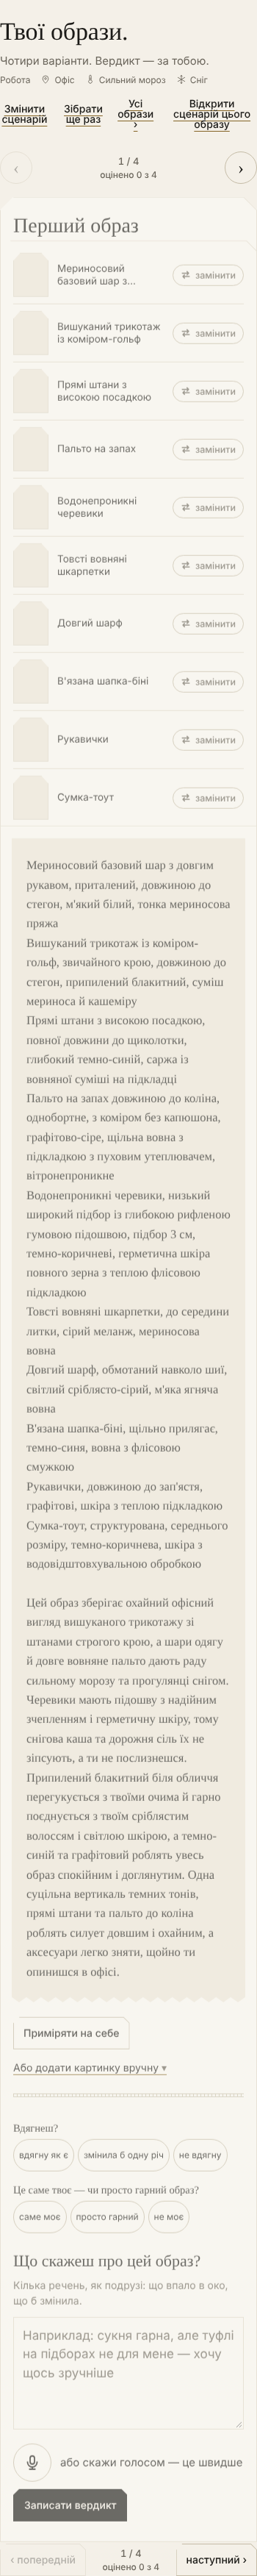 Твої образи.
Чотири варіанти. Вердикт — за тобою.
Робота Офіс Сильний мороз Сніг
Змінити
сценарій
Зібрати
ще раз
Усі
образи
›
Відкрити
сценарій цього
образу
‹
1 / 4
оцінено 0 з 4
›
Перший образ
Мериносовий
базовий шар з…
замінити
Вишуканий трикотаж
із коміром-гольф
замінити
Прямі штани з
високою посадкою
замінити
Пальто на запах
замінити
Водонепроникні
черевики
замінити
Товсті вовняні
шкарпетки
замінити
Довгий шарф
замінити
В'язана шапка-біні
замінити
Рукавички
замінити
Сумка-тоут
замінити
Мериносовий базовий шар з довгим
рукавом, приталений, довжиною до
стегон, м'який білий, тонка мериносова
пряжа
Вишуканий трикотаж із коміром-
гольф, звичайного крою, довжиною до
стегон, припилений блакитний, суміш
мериноса й кашеміру
Прямі штани з високою посадкою,
повної довжини до щиколотки,
глибокий темно-синій, саржа із
вовняної суміші на підкладці
Пальто на запах довжиною до коліна,
однобортне, з коміром без капюшона,
графітово-сіре, щільна вовна з
підкладкою з пуховим утеплювачем,
вітронепроникне
Водонепроникні черевики, низький
широкий підбор із глибокою рифленою
гумовою підошвою, підбор 3 см,
темно-коричневі, герметична шкіра
повного зерна з теплою флісовою
підкладкою
Товсті вовняні шкарпетки, до середини
литки, сірий меланж, мериносова
вовна
Довгий шарф, обмотаний навколо шиї,
світлий сріблясто-сірий, м'яка ягняча
вовна
В'язана шапка-біні, щільно прилягає,
темно-синя, вовна з флісовою
смужкою
Рукавички, довжиною до зап'ястя,
графітові, шкіра з теплою підкладкою
Сумка-тоут, структурована, середнього
розміру, темно-коричнева, шкіра з
водовідштовхувальною обробкою
Цей образ зберігає охайний офісний
вигляд вишуканого трикотажу зі
штанами строгого крою, а шари одягу
й довге вовняне пальто дають раду
сильному морозу та прогулянці снігом.
Черевики мають підошву з надійним
зчепленням і герметичну шкіру, тому
снігова каша та дорожня сіль їх не
зіпсують, а ти не послизнешся.
Припилений блакитний біля обличчя
перегукується з твоїми очима й гарно
поєднується з твоїм сріблястим
волоссям і світлою шкірою, а темно-
синій та графітовий роблять увесь
образ спокійним і доглянутим. Одна
суцільна вертикаль темних тонів,
прямі штани та пальто до коліна
роблять силует довшим і охайним, а
аксесуари легко зняти, щойно ти
опинишся в офісі.
Приміряти на себе
Або додати картинку вручну ▾
Вдягнеш?
вдягну як є
змінила б одну річ
не вдягну
Це саме твоє — чи просто гарний образ?
саме моє
просто гарний
не моє
Що скажеш про цей образ?
Кілька речень, як подрузі: що впало в око,
що б змінила.
Наприклад: сукня гарна, але туфлі
на підборах не для мене — хочу
щось зручніше
або скажи голосом — це швидше
Записати вердикт
‹ попередній
1 / 4
оцінено 0 з 4
наступний ›